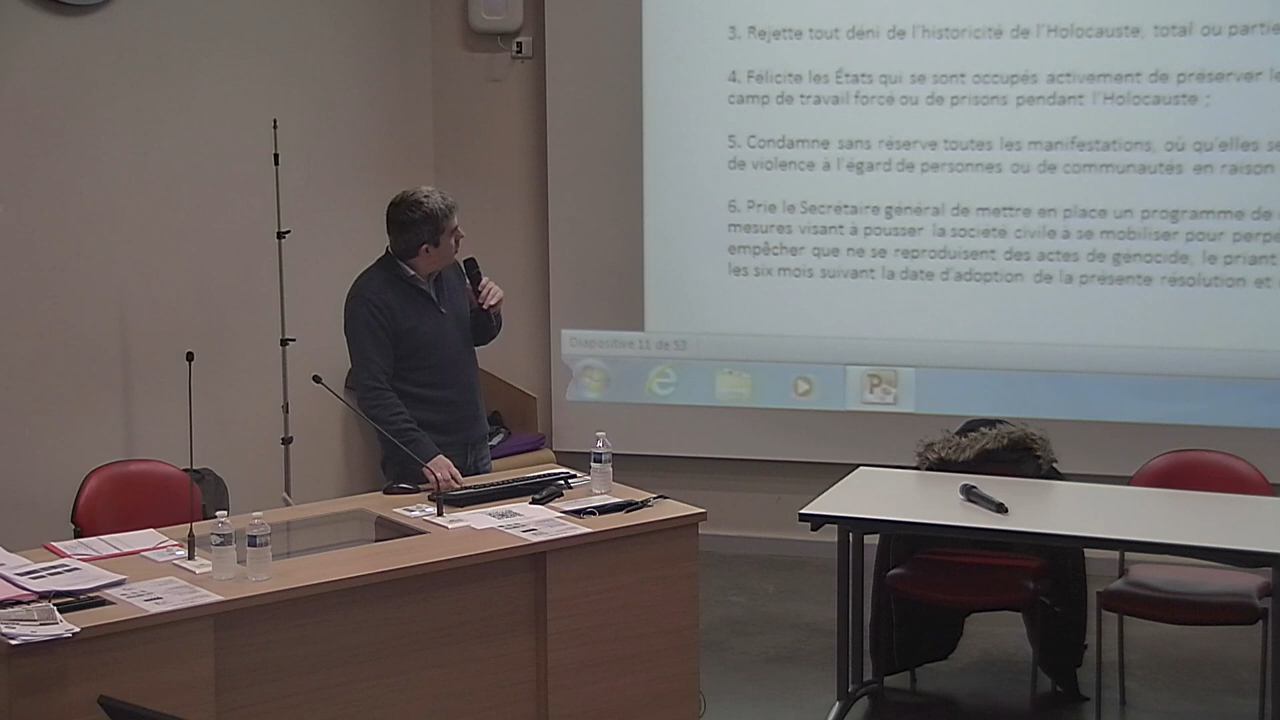 3. Rejette tout déni de l'historicité de l'Holocauste, total ou partie
4. Félicite les États qui se sont occupés activement de préserver le
camp de travail forcé ou de prisons pendant l'Holocauste ;
5. Condamne sans réserve toutes les manifestations, où qu'elles se
de violence à l'égard de personnes ou de communautés en raison
6. Prie le Secrétaire général de mettre en place un programme de
mesures visant à pousser la société civile à se mobiliser pour perpé
empêcher que ne se reproduisent des actes de génocide, le priant
les six mois suivant la date d'adoption de la présente résolution et
Diapositive 11 de 53